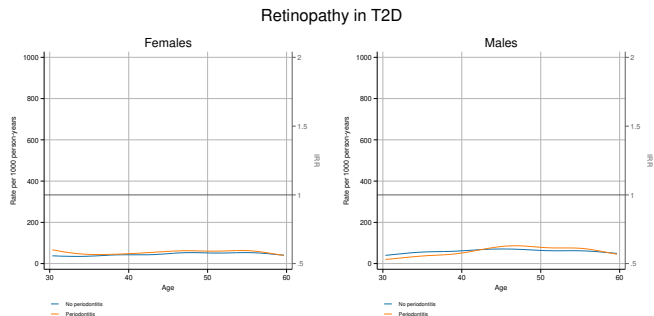 Retinopathy in T2D
Females
1000
800
600
400
200
0
Rate per 1000 person-years
2
1.5
1
.5
IRR
30
40
50
60
Age
No periodontitis
Periodontitis
Males
1000
800
600
400
200
0
Rate per 1000 person-years
2
1.5
1
.5
IRR
30
40
50
60
Age
No periodontitis
Periodontitis